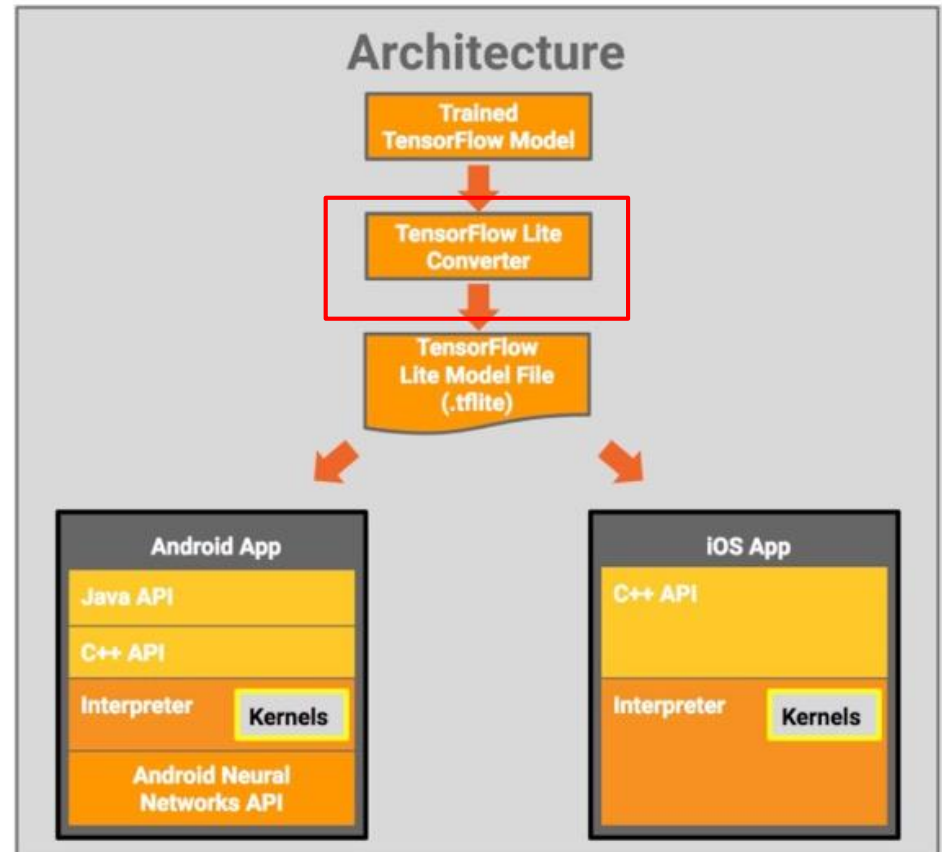 Architecture
Trained
TensorFlow Model
TensorFlow Lite
Converter
TensorFlow
Lite Model File
(.tflite)
Android App
Java API
C++ API
Interpreter
Kernels
Android Neural
Networks API
iOS App
C++ API
Interpreter
Kernels